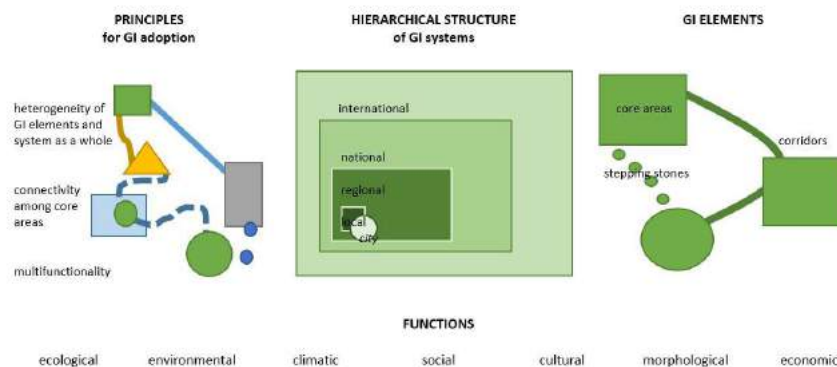 PRINCIPLES
for GI adoption
heterogeneity of
GI elements and
system as a whole
connectivity
among core
areas
multifunctionality
HIERARCHICAL STRUCTURE
of GI systems
international
national
regional
local
city
GI ELEMENTS
core areas
corridors
stepping stones
FUNCTIONS
ecological environmental climatic social cultural morphological economic